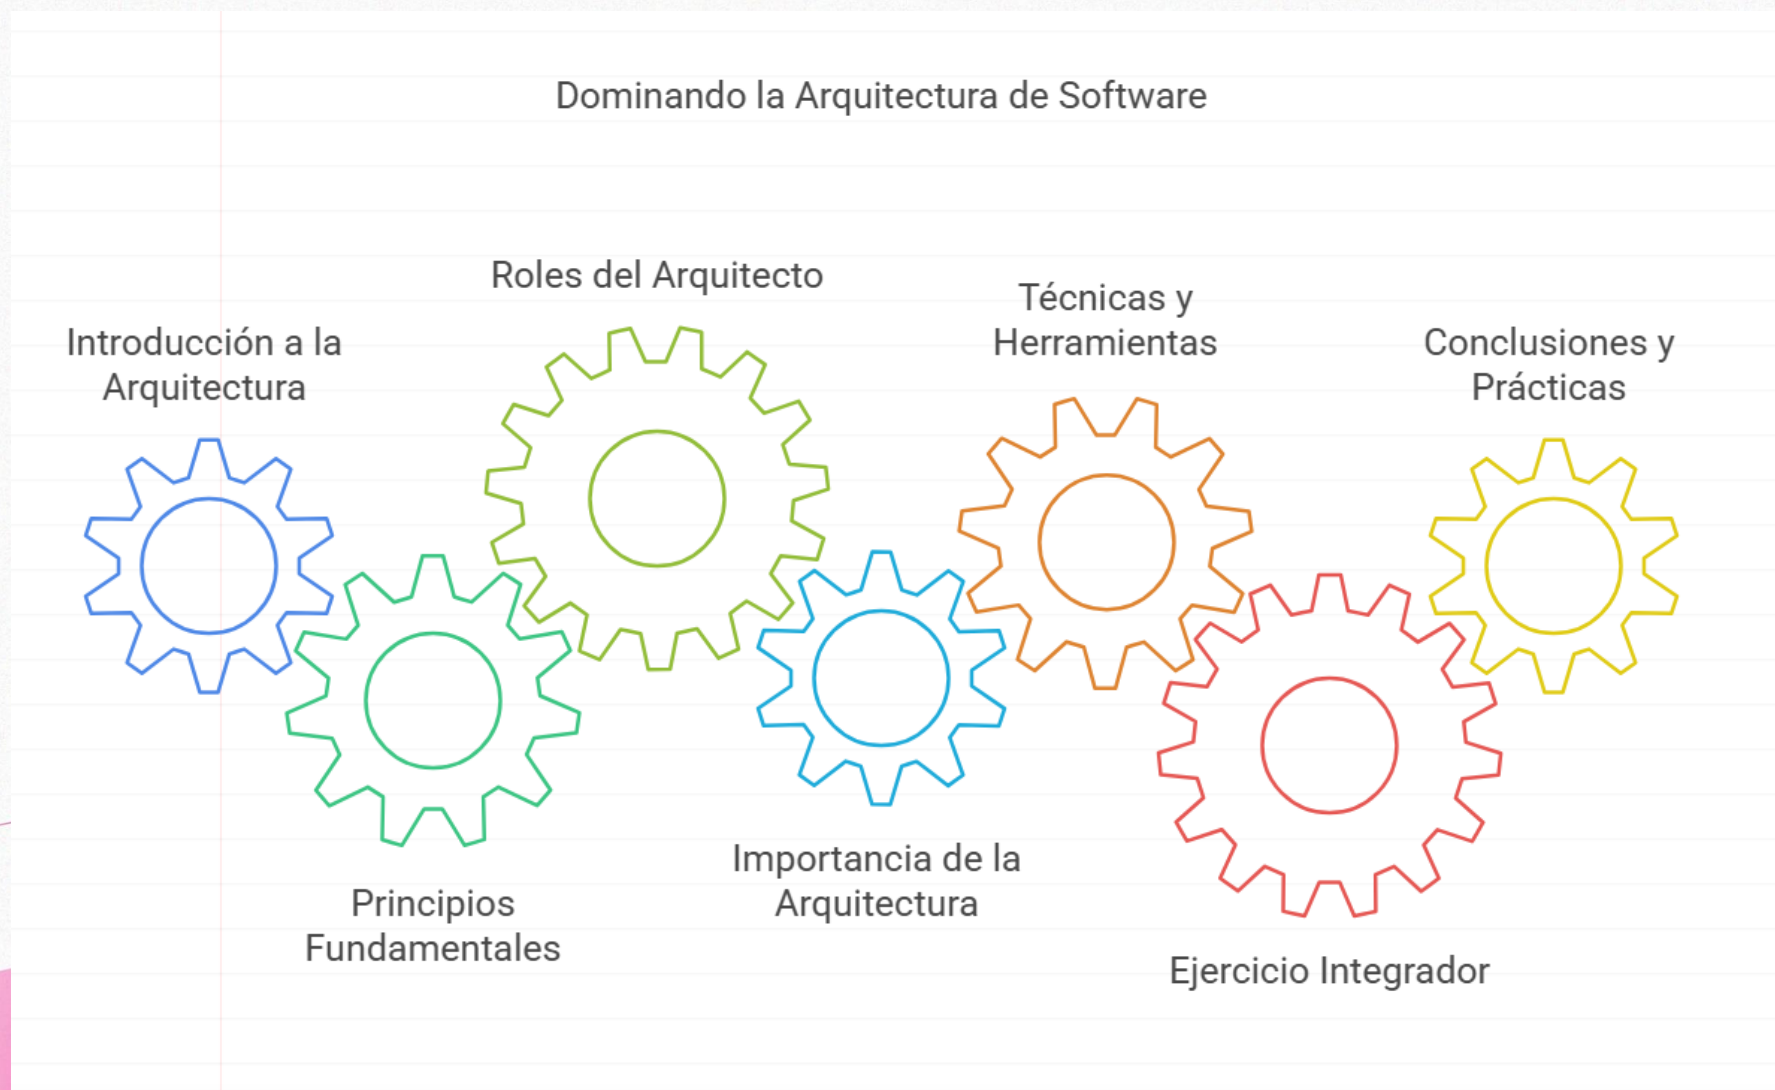 Dominando la Arquitectura de Software
Introducción a la
Arquitectura
Principios
Fundamentales
Roles del Arquitecto
Importancia de la
Arquitectura
Técnicas y
Herramientas
Ejercicio Integrador
Conclusiones y
Prácticas